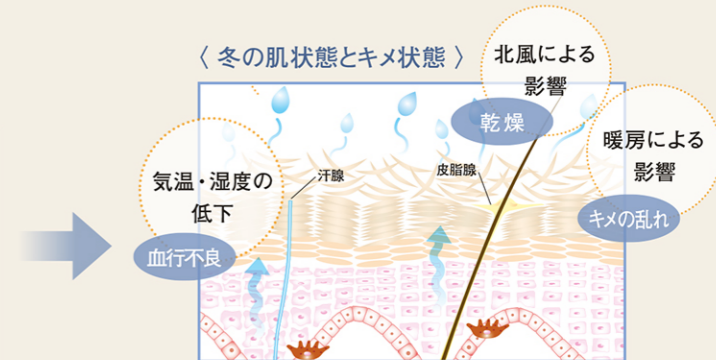 〈 冬の肌状態とキメ状態 〉
北風による
影響
乾燥
暖房による
影響
キメの乱れ
気温・湿度の
低下
血行不良
汗腺
皮脂腺